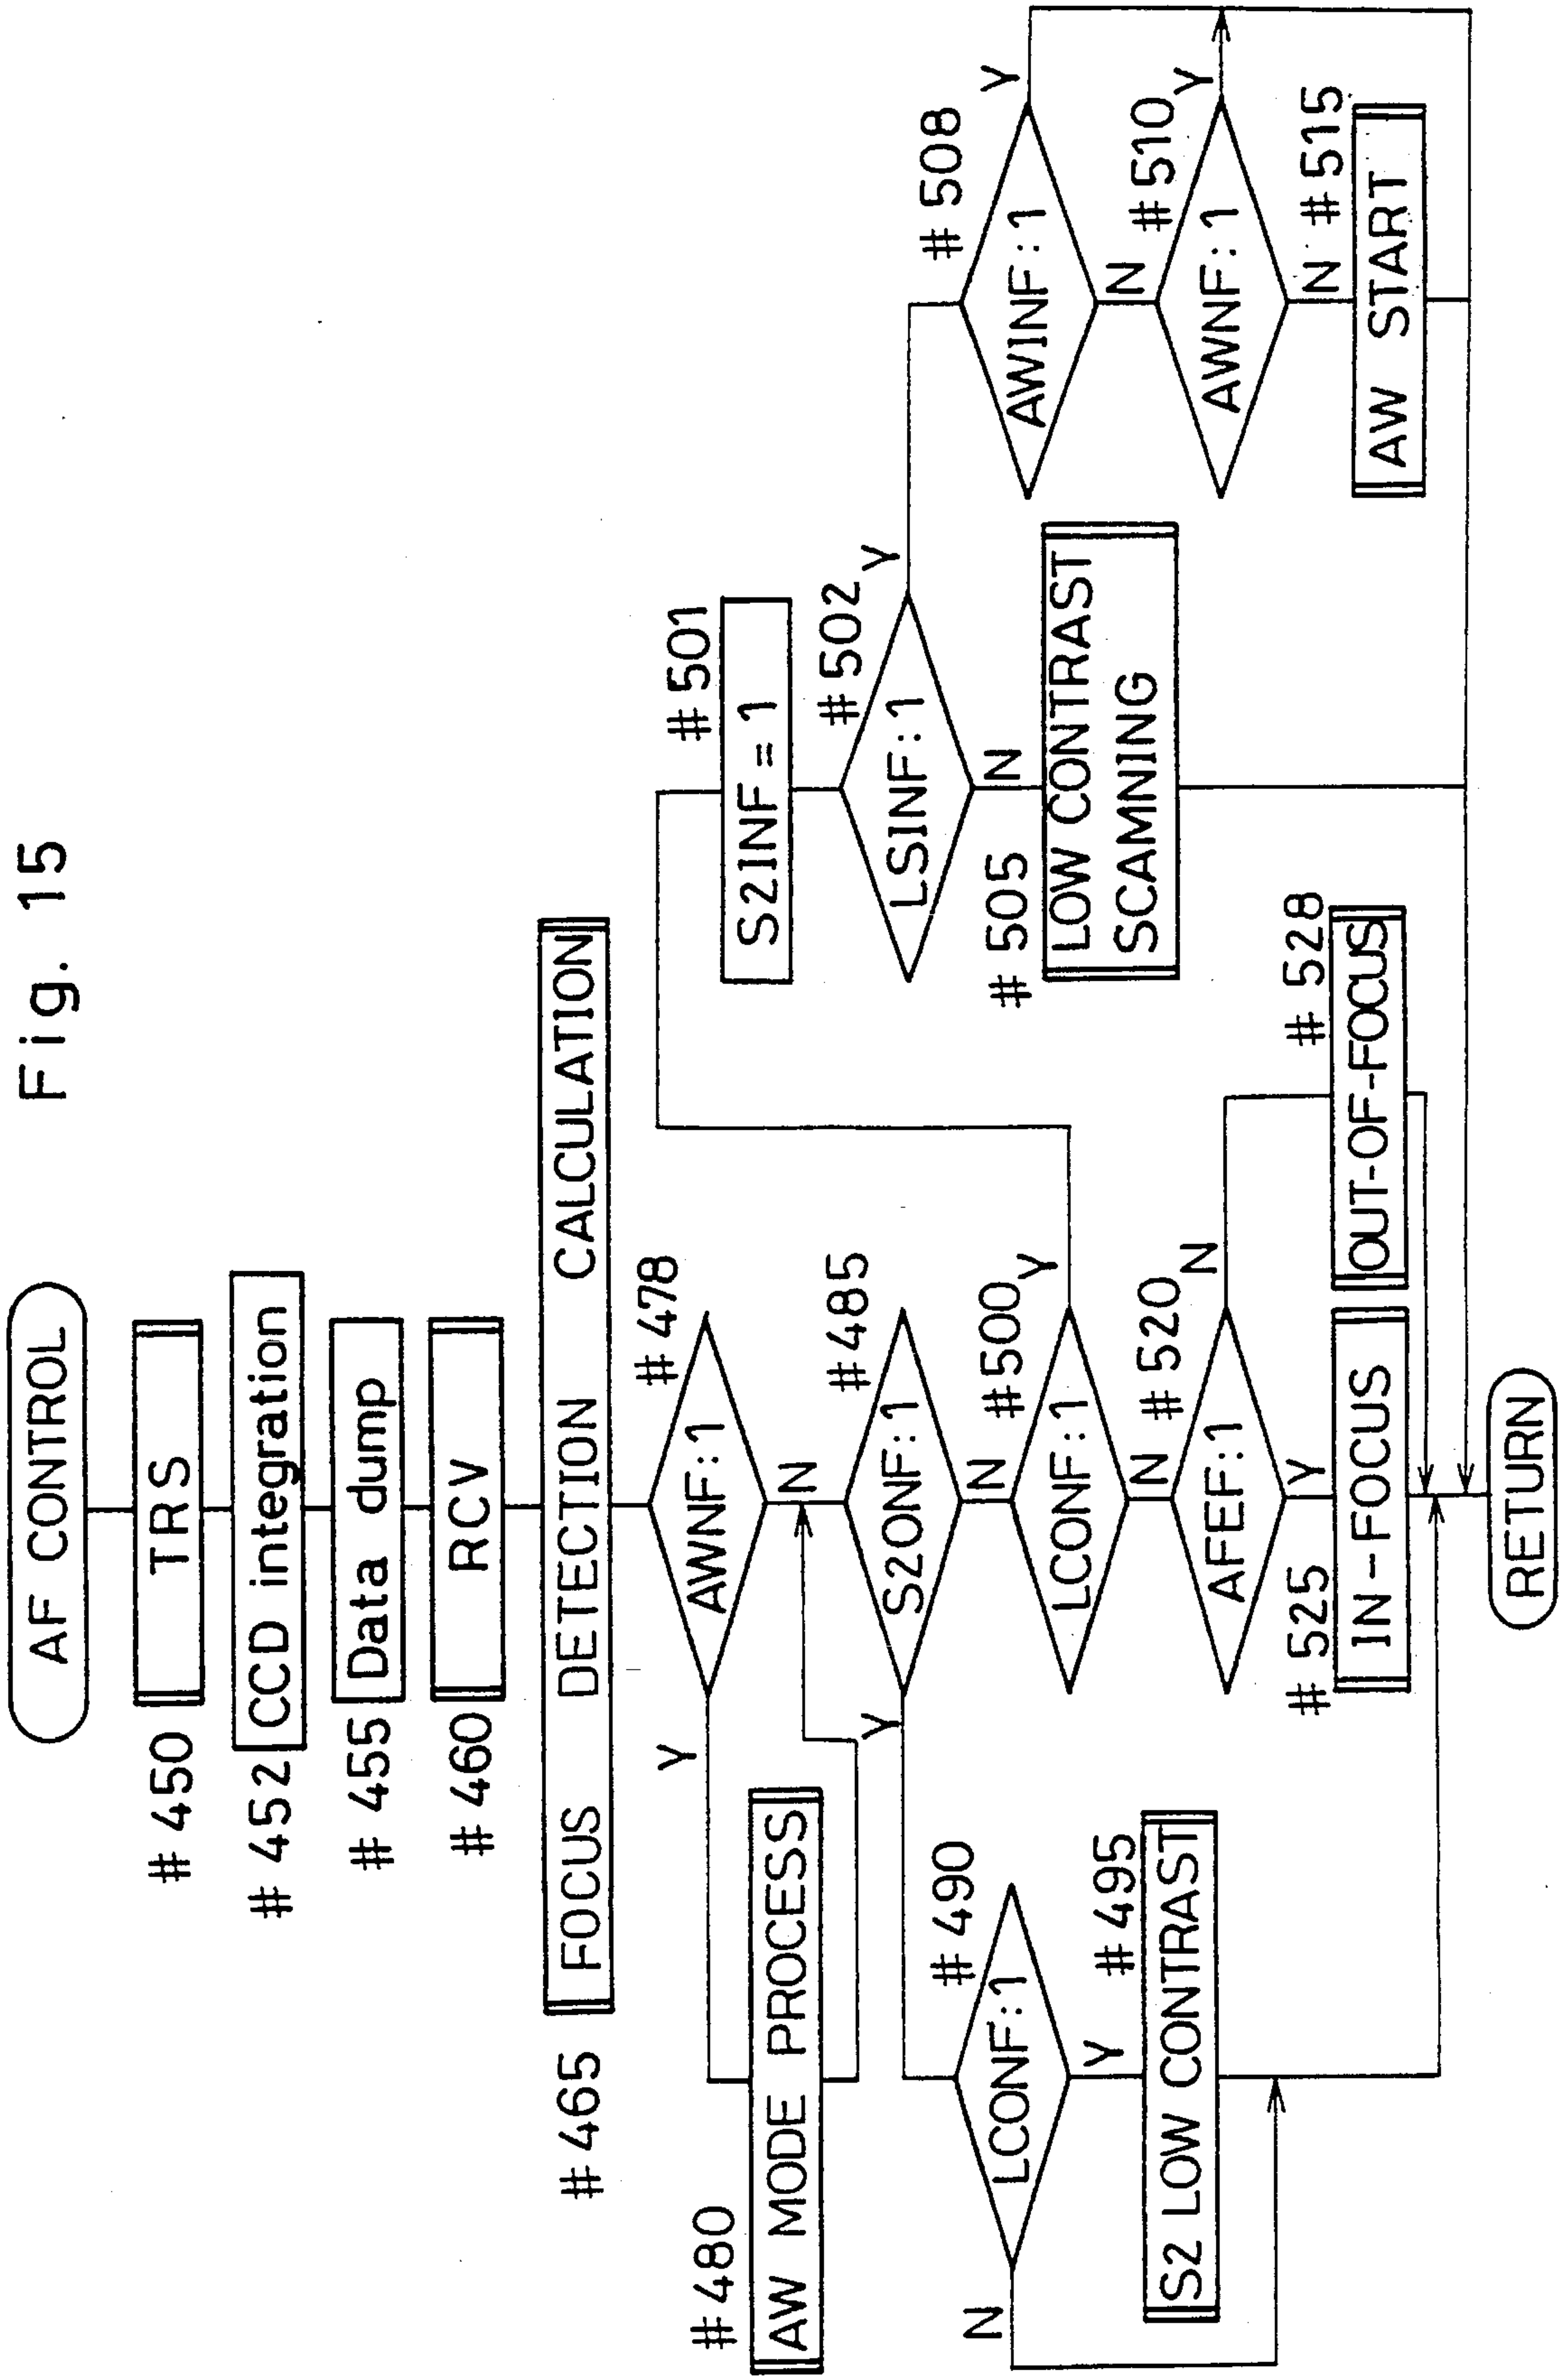 Fig. 15
AF CONTROL
#450
TRS
#452
CCD integration
#455
Data dump
#460
RCV
#465
FOCUS DETECTION CALCULATION
#478
AWNF:1
Y
N
#480
AW MODE PROCESS
#485
S2ONF:1
Y
N
#490
LCONF:1
N
Y
#495
S2 LOW CONTRAST
#500
LCONF:1
Y
N
#501
S2INF=1
#502
LSINF:1
Y
N
#505
LOW CONTRAST
SCAMNING
#508
AWINF:1
Y
N
#510
AWNF:1
Y
N
#515
AW START
#520
AFEF:1
N
Y
#525
IN-FOCUS
#528
OUT-OF-FOCUS
RETURN